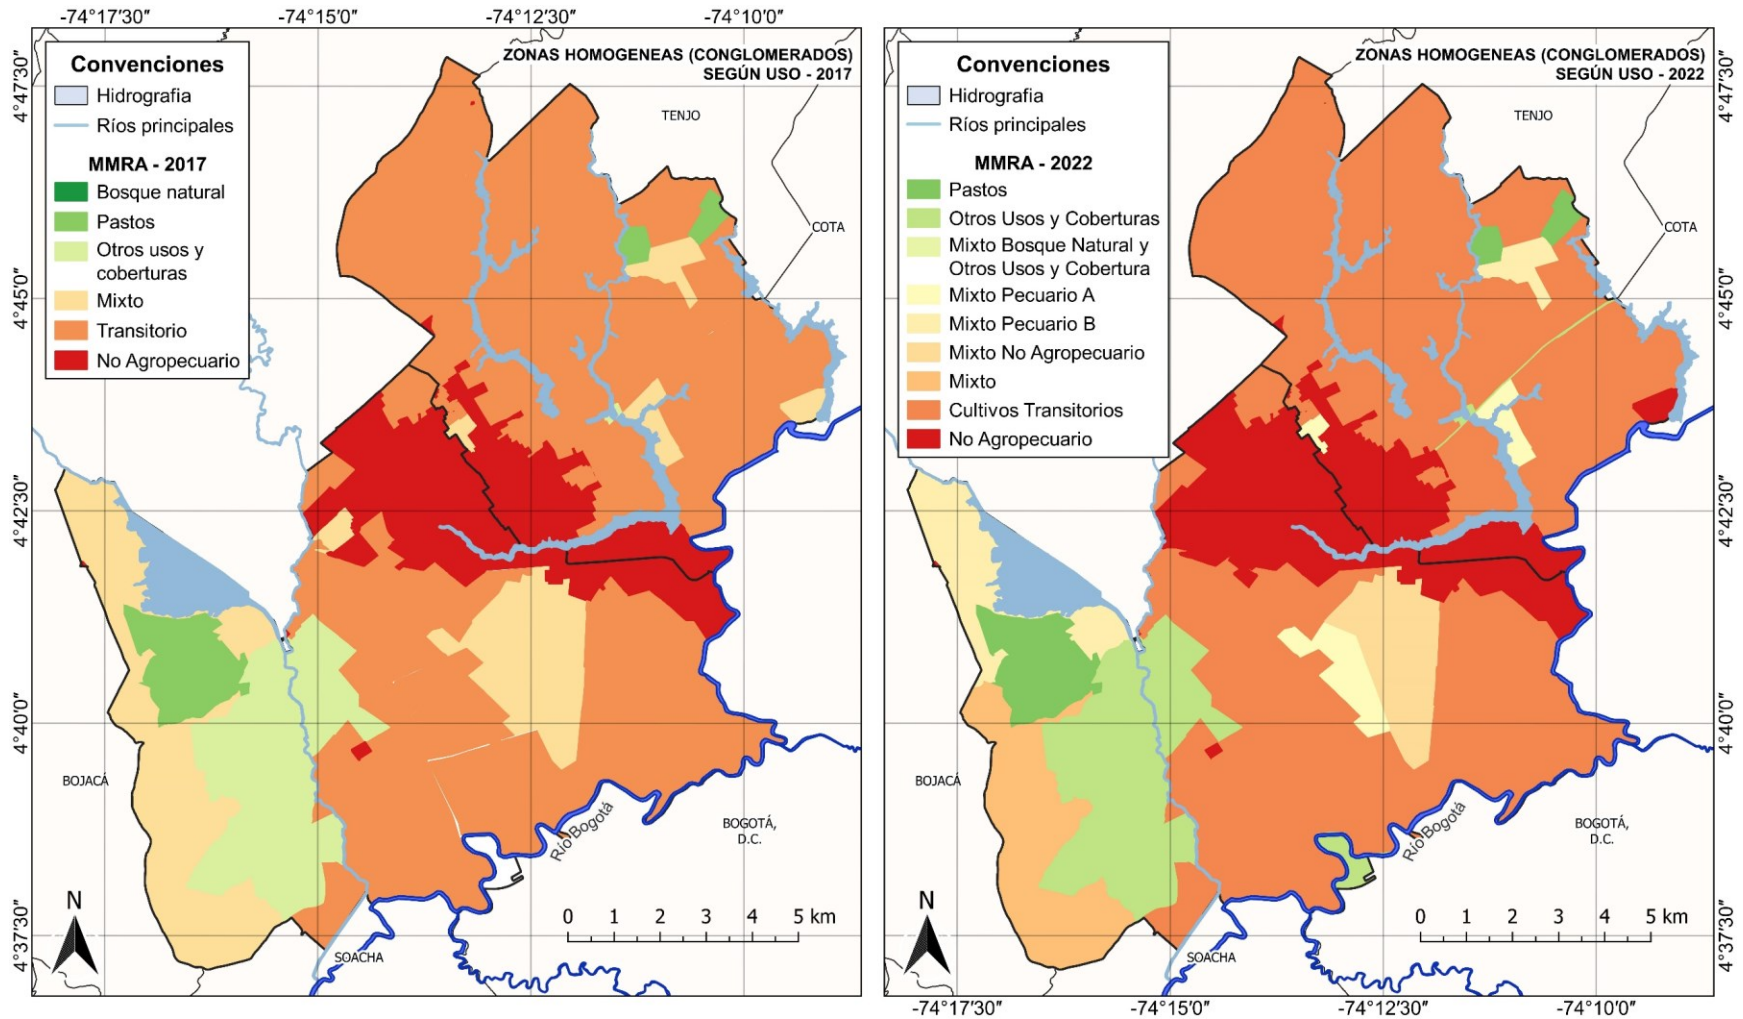 -74°17'30" -74°15'0" -74°12'30" -74°10'0"
ZONAS HOMOGENEAS (CONGLOMERADOS)
SEGÚN USO - 2017
Convenciones
Hidrografia
Ríos principales
MMRA - 2017
Bosque natural
Pastos
Otros usos y
coberturas
Mixto
Transitorio
No Agropecuario
4°47'30"
4°45'0"
4°42'30"
4°40'0"
4°37'30"
TENJO
COTA
BOJACÁ
BOGOTÁ,
D.C.
Río Bogotá
SOACHA
N
0 1 2 3 4 5 km
ZONAS HOMOGENEAS (CONGLOMERADOS)
SEGÚN USO - 2022
Convenciones
Hidrografia
Ríos principales
MMRA - 2022
Pastos
Otros Usos y Coberturas
Mixto Bosque Natural y
Otros Usos y Cobertura
Mixto Pecuario A
Mixto Pecuario B
Mixto No Agropecuario
Mixto
Cultivos Transitorios
No Agropecuario
TENJO
COTA
BOJACÁ
BOGOTÁ,
D.C.
Río Bogotá
SOACHA
N
0 1 2 3 4 5 km
4°47'30"
4°45'0"
4°42'30"
4°40'0"
4°37'30"
-74°17'30" -74°15'0" -74°12'30" -74°10'0"